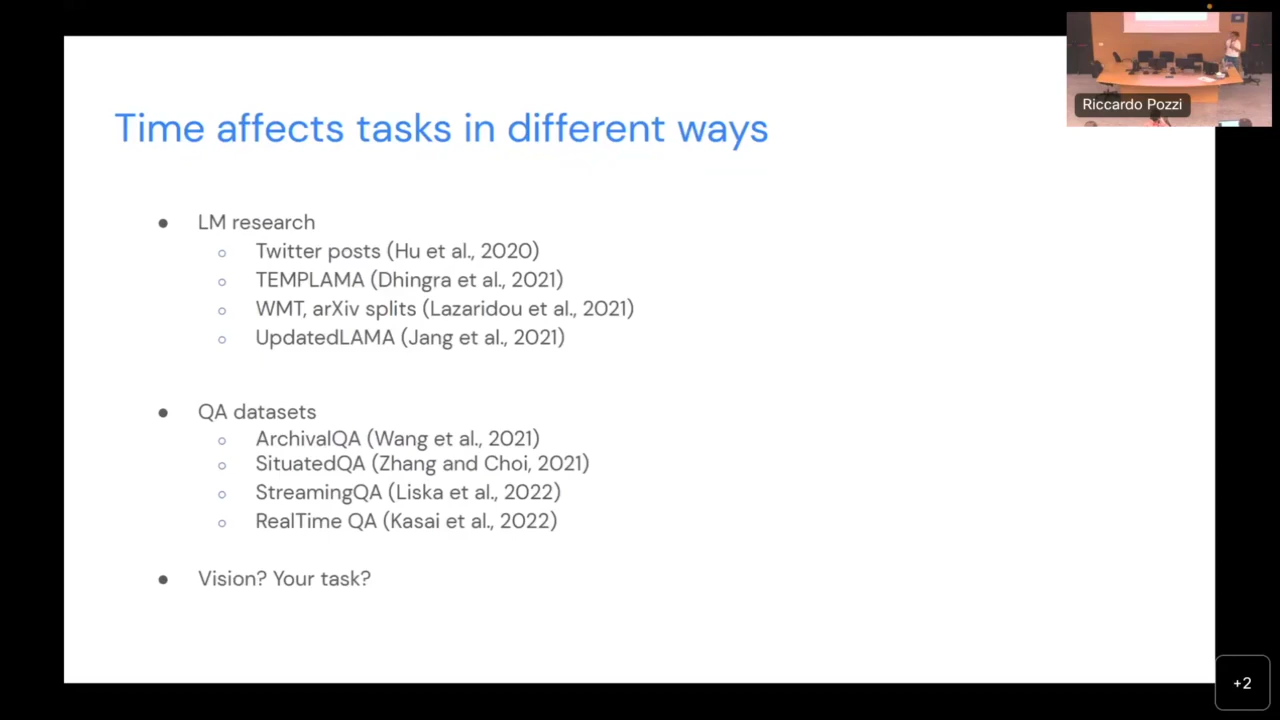 Time affects tasks in different ways
Riccardo Pozzi
● LM research
○ Twitter posts (Hu et al., 2020)
○ TEMPLAMA (Dhingra et al., 2021)
○ WMT, arXiv splits (Lazaridou et al., 2021)
○ UpdatedLAMA (Jang et al., 2021)
● QA datasets
○ ArchivalQA (Wang et al., 2021)
○ SituatedQA (Zhang and Choi, 2021)
○ StreamingQA (Liska et al., 2022)
○ RealTime QA (Kasai et al., 2022)
● Vision? Your task?
+2